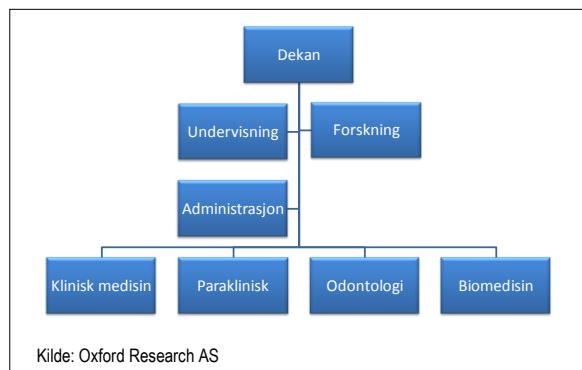 Dekan
Undervisning
Forskning
Administrasjon
Klinisk medisin
Paraklinisk
Odontologi
Biomedisin
Kilde: Oxford Research AS